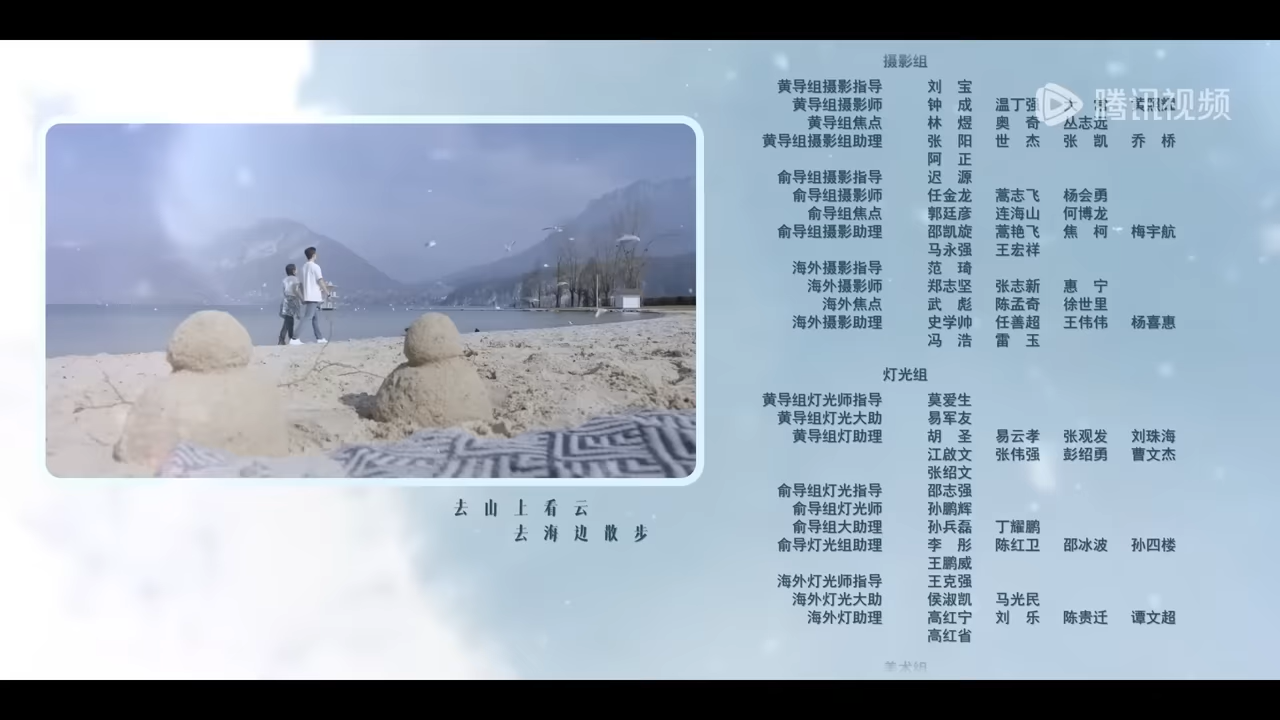 摄影组
黄导组摄影指导 刘 宝
黄导组摄影师 钟 成 温丁强
黄导组焦点 林 煜 奥 奇 丛志远
黄导组摄影组助理 张 阳 世 杰 张 凯 乔 桥
阿 正
俞导组摄影指导 迟 源
俞导组摄影师 任金龙 蒿志飞 杨会勇
俞导组焦点 郭廷彦 连海山 何博龙
俞导组摄影助理 邵凯旋 蒿艳飞 焦 柯 梅宇航
马永强 王宏祥
海外摄影指导 范 琦
海外摄影师 郑志坚 张志新 惠 宁
海外焦点 武 彪 陈孟奇 徐世里
海外摄影助理 史学帅 任善超 王伟伟 杨喜惠
冯 浩 雷 玉
腾讯视频
灯光组
黄导组灯光师指导 莫爱生
黄导组灯光大助 易军友
黄导组灯助理 胡 圣 易云孝 张观发 刘珠海
江啟文 张伟强 彭绍勇 曹文杰
张绍文
俞导组灯光指导 邵志强
俞导组灯光师 孙鹏辉
俞导组大助理 孙兵磊 丁耀鹏
俞导灯光组助理 李 彤 陈红卫 邵冰波 孙四楼
王鹏威
海外灯光师指导 王克强
海外灯光大助 侯淑凯 马光民
海外灯助理 高红宁 刘 乐 陈贵迁 谭文超
高红省
美术组
去山上看云
去海边散步